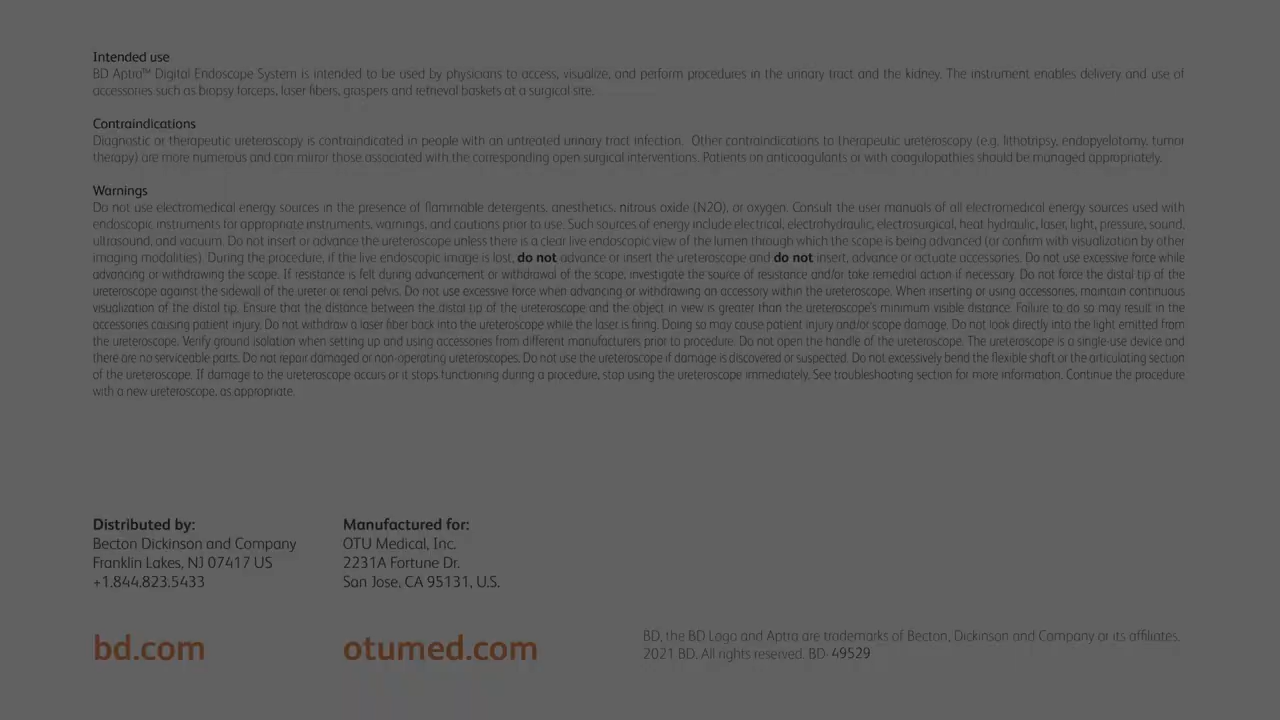 Intended use
BD Aptra™ Digital Endoscope System is intended to be used by physicians to access, visualize, and perform procedures in the urinary tract and the kidney. The instrument enables delivery and use of
accessories such as biopsy forceps, laser fibers, graspers and retrieval baskets at a surgical site.
Contraindications
Diagnostic or therapeutic ureteroscopy is contraindicated in people with an untreated urinary tract infection. Other contraindications to therapeutic ureteroscopy (e.g. lithotripsy, endopyelotomy, tumor
therapy) are more numerous and can mirror those associated with the corresponding open surgical interventions. Patients on anticoagulants or with coagulopathies should be managed appropriately.
Warnings
Do not use electromedical energy sources in the presence of flammable detergents, anesthetics, nitrous oxide (N2O), or oxygen. Consult the user manuals of all electromedical energy sources used with
endoscopic instruments for appropriate instruments, warnings, and cautions prior to use. Such sources of energy include electrical, electrohydraulic, electrosurgical, heat hydraulic, laser, light, pressure, sound,
ultrasound, and vacuum. Do not insert or advance the ureteroscope unless there is a clear live endoscopic view of the lumen through which the scope is being advanced (or confirm with visualization by other
imaging modalities). During the procedure, if the live endoscopic image is lost, do not advance or insert the ureteroscope and do not insert, advance or actuate accessories. Do not use excessive force while
advancing or withdrawing the scope. If resistance is felt during advancement or withdrawal of the scope, investigate the source of resistance and/or take remedial action if necessary. Do not force the distal tip of the
ureteroscope against the sidewall of the ureter or renal pelvis. Do not use excessive force when advancing or withdrawing an accessory within the ureteroscope. When inserting or using accessories, maintain continuous
visualization of the distal tip. Ensure that the distance between the distal tip of the ureteroscope and the object in view is greater than the ureteroscope's minimum visible distance. Failure to do so may result in the
accessories causing patient injury. Do not withdraw a laser fiber back into the ureteroscope while the laser is firing. Doing so may cause patient injury and/or scope damage. Do not look directly into the light emitted from
the ureteroscope. Verify ground isolation when setting up and using accessories from different manufacturers prior to procedure. Do not open the handle of the ureteroscope. The ureteroscope is a single-use device and
there are no serviceable parts. Do not repair damaged or non-operating ureteroscopes. Do not use the ureteroscope if damage is discovered or suspected. Do not excessively bend the flexible shaft or the articulating section
of the ureteroscope. If damage to the ureteroscope occurs or it stops functioning during a procedure, stop using the ureteroscope immediately. See troubleshooting section for more information. Continue the procedure
with a new ureteroscope, as appropriate.
Distributed by:
Becton Dickinson and Company
Franklin Lakes, NJ 07417 US
+1.844.823.5433
bd.com
Manufactured for:
OTU Medical, Inc.
2231A Fortune Dr.
San Jose, CA 95131, U.S.
otumed.com
BD, the BD Logo and Aptra are trademarks of Becton, Dickinson and Company or its affiliates.
2021 BD. All rights reserved. BD- 49529